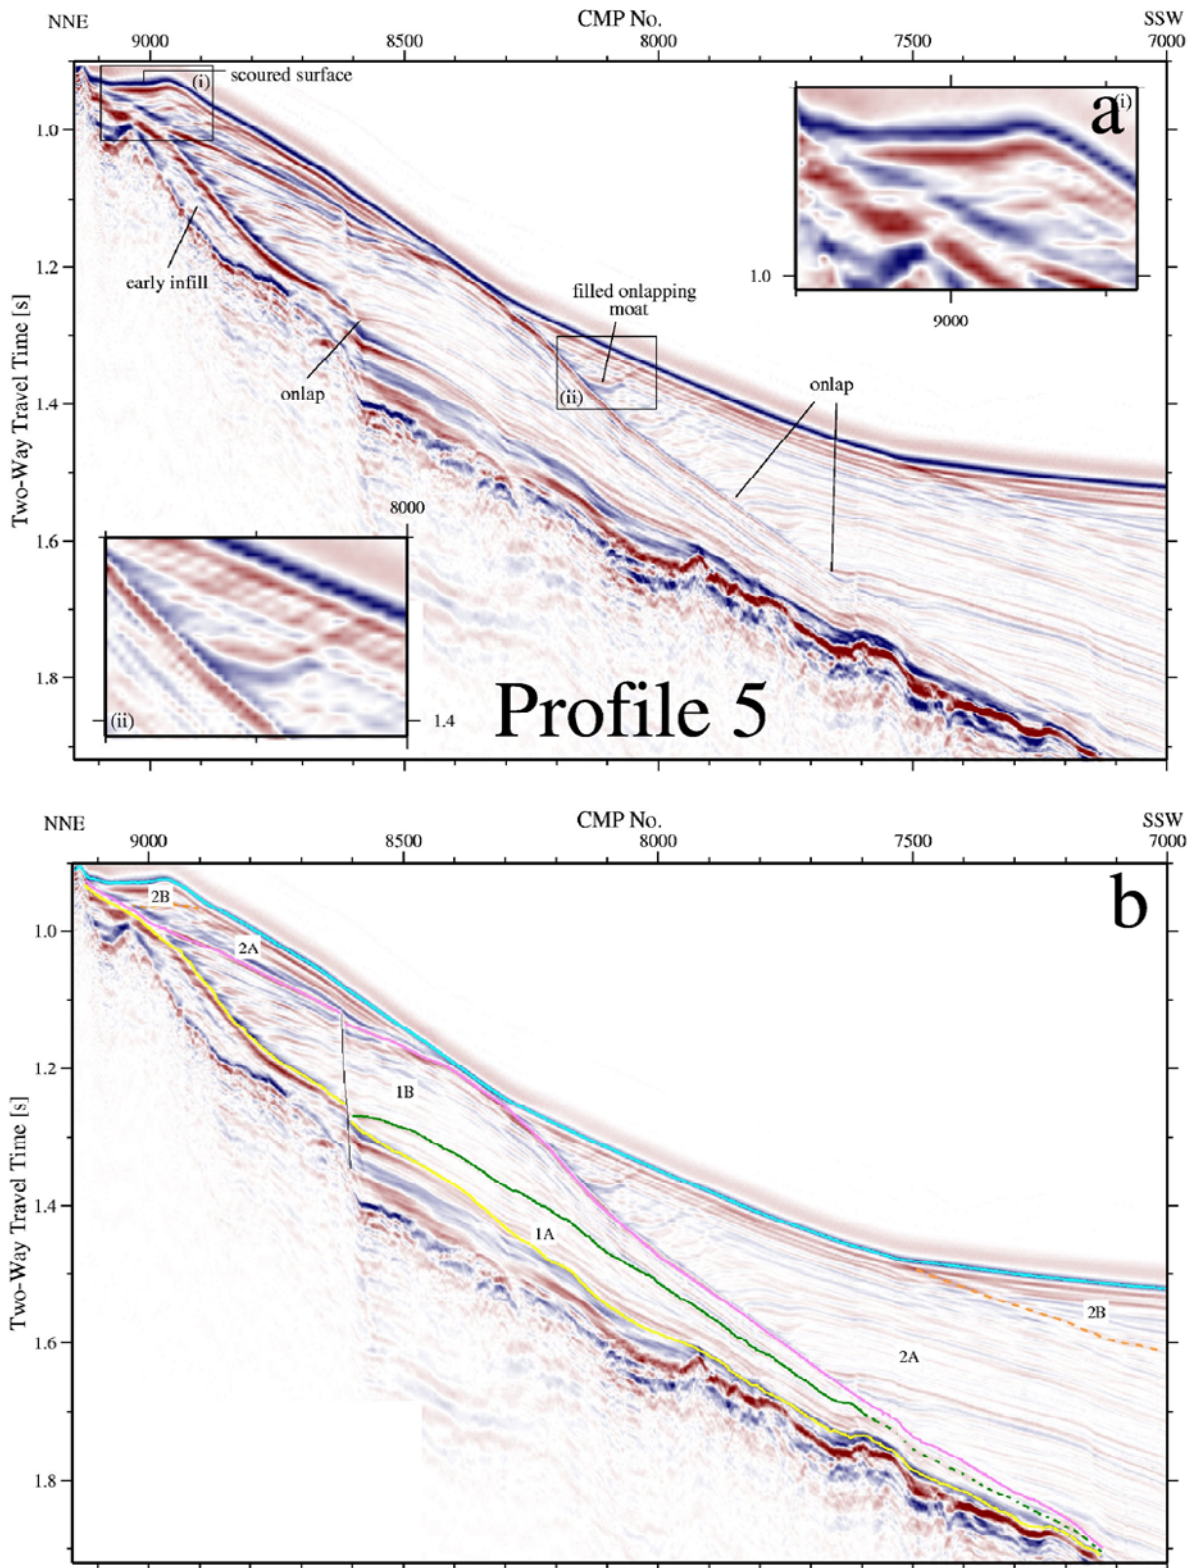 NNE CMP No. SSW
9000 8500 8000 7500 7000
scoured surface
(i)
a
(i)
1.0
1.0
9000
1.2
early infill
filled onlapping
moat
onlap
(ii)
onlap
1.4
Two-Way Travel Time [s]
8000
1.6
(ii)
1.4
1.8
Profile 5
NNE CMP No. SSW
9000 8500 8000 7500 7000
2B
b
2A
1.0
1B
1.2
1A
1.4
Two-Way Travel Time [s]
2B
2A
1.6
1.8